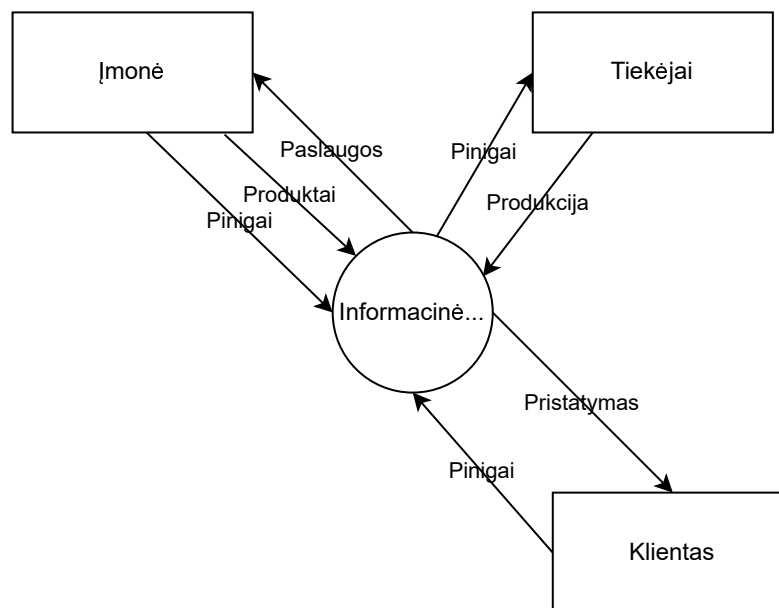 Įmonė
Tiekėjai
Paslaugos
Pinigai
Produktai
Produkcija
Pinigai
Informacinė...
Pristatymas
Pinigai
Klientas